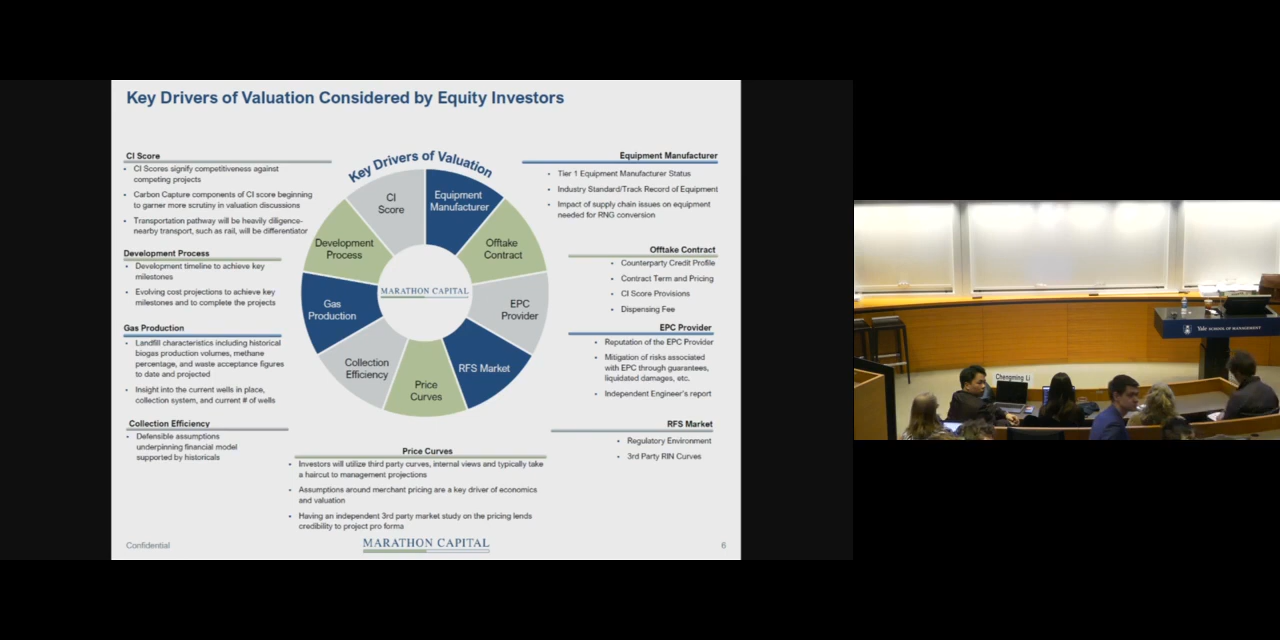 Key Drivers of Valuation Considered by Equity Investors
CI Score
• CI Scores signify competitiveness against
competing projects
• Carbon Capture components of CI score beginning
to garner more scrutiny in valuation discussions
• Transportation pathway will be heavily diligence-
nearby transport, such as rail, will be differentiator
Development Process
• Development timeline to achieve key
milestones
• Evolving cost projections to achieve key
milestones and to complete the projects
Gas Production
• Landfill characteristics including historical
biogas production volumes, methane
percentage, and waste acceptance figures
to date and projected
• Insight into the current wells in place,
collection system, and current # of wells
Collection Efficiency
• Defensible assumptions
underpinning financial model
supported by historicals
Key Drivers of Valuation
CI
Score
Equipment
Manufacturer
Offtake
Contract
EPC
Provider
RFS Market
Price
Curves
Collection
Efficiency
Gas
Production
Development
Process
MARATHON CAPITAL
Equipment Manufacturer
• Tier 1 Equipment Manufacturer Status
• Industry Standard/Track Record of Equipment
• Impact of supply chain issues on equipment
needed for RNG conversion
Offtake Contract
• Counterparty Credit Profile
• Contract Term and Pricing
• CI Score Provisions
• Dispensing Fee
EPC Provider
• Reputation of the EPC Provider
• Mitigation of risks associated
with EPC through guarantees,
liquidated damages, etc.
• Independent Engineer's report
RFS Market
• Regulatory Environment
• 3rd Party RIN Curves
Price Curves
• Investors will utilize third party curves, internal views and typically take
a haircut to management projections
• Assumptions around merchant pricing are a key driver of economics
and valuation
• Having an independent 3rd party market study on the pricing lends
credibility to project pro forma
Confidential
MARATHON CAPITAL
6
Yale SCHOOL OF MANAGEMENT
Chengming Li